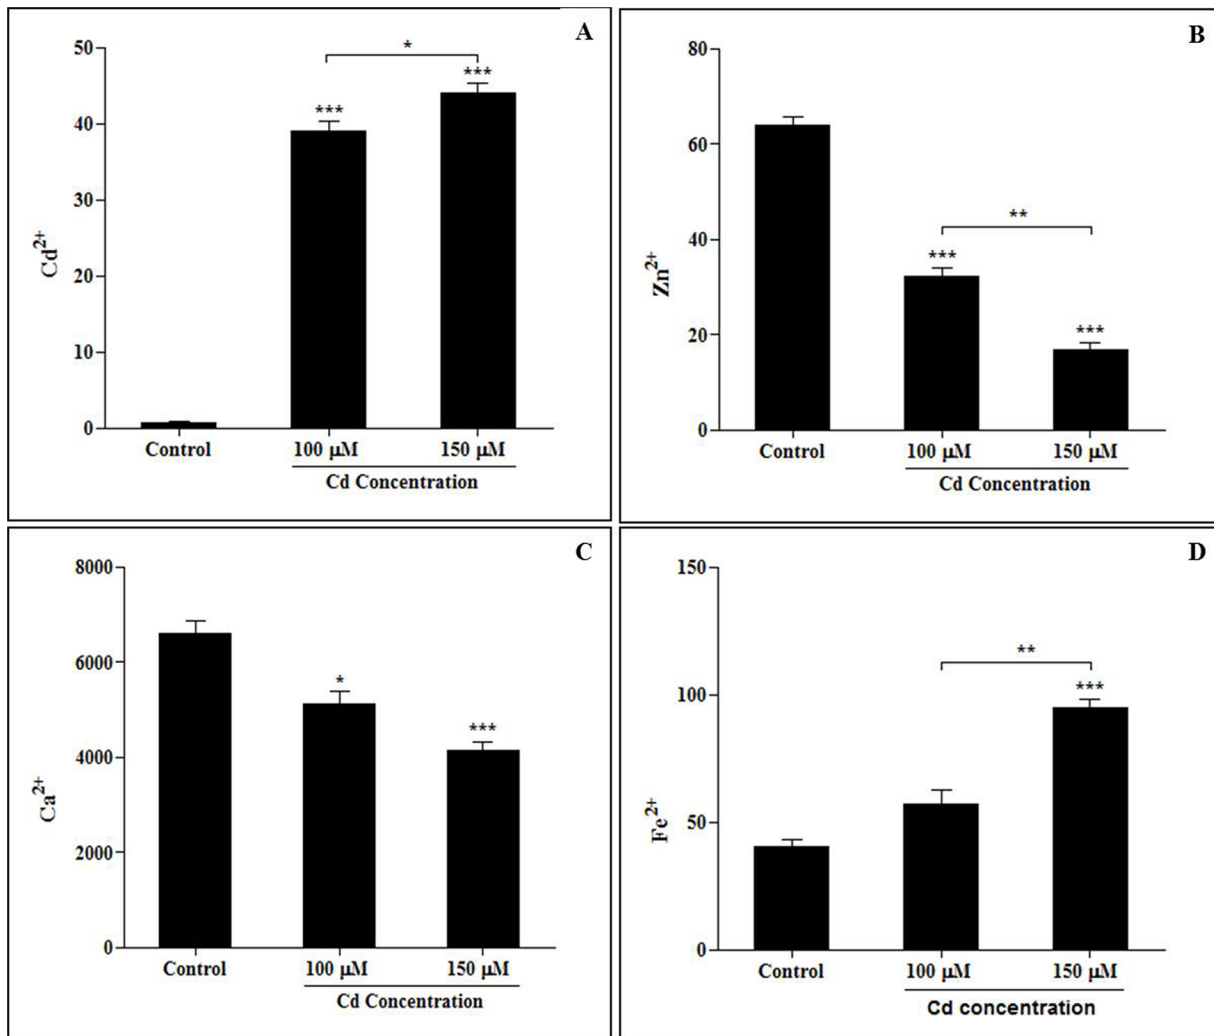 A
50
40
30
20
10
0
Cd2+
*
***
***
Control
100 µM
150 µM
Cd Concentration
B
80
60
40
20
0
Zn2+
**
***
***
Control
100 µM
150 µM
Cd Concentration
C
8000
6000
4000
2000
0
Ca2+
*
***
Control
100 µM
150 µM
Cd Concentration
D
150
100
50
0
Fe2+
**
***
Control
100 µM
150 µM
Cd concentration